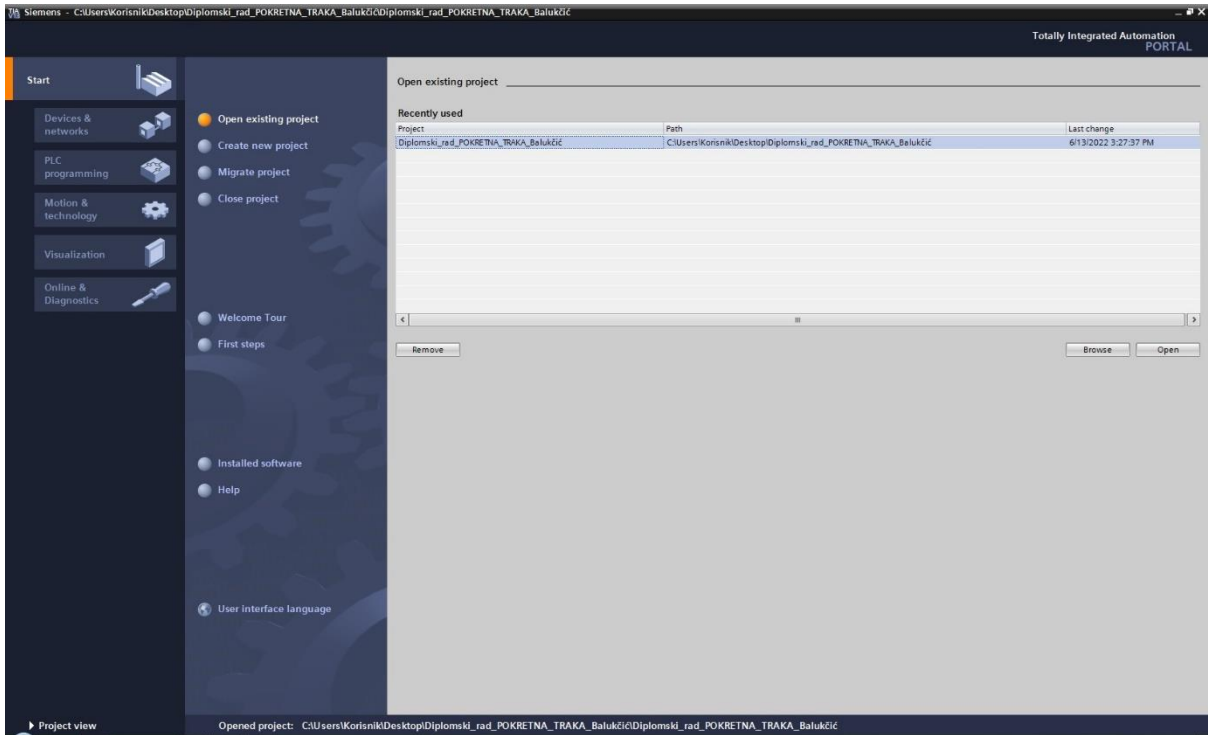 Siemens - C:\Users\Korisnik\Desktop\Diplomski_rad_POKRETNA_TRAKA_Balukčić\Diplomski_rad_POKRETNA_TRAKA_Balukčić
Totally Integrated Automation
PORTAL
Start
Devices &
networks
PLC
programming
Motion &
technology
Visualization
Online &
Diagnostics
Open existing project
Create new project
Migrate project
Close project
Welcome Tour
First steps
Installed software
Help
User interface language
Open existing project
Recently used
Project Path Last change
Diplomski_rad_POKRETNA_TRAKA_Balukčić C:\Users\Korisnik\Desktop\Diplomski_rad_POKRETNA_TRAKA_Balukčić 6/13/2022 3:27:37 PM
Remove Browse Open
Project view
Opened project: C:\Users\Korisnik\Desktop\Diplomski_rad_POKRETNA_TRAKA_Balukčić\Diplomski_rad_POKRETNA_TRAKA_Balukčić